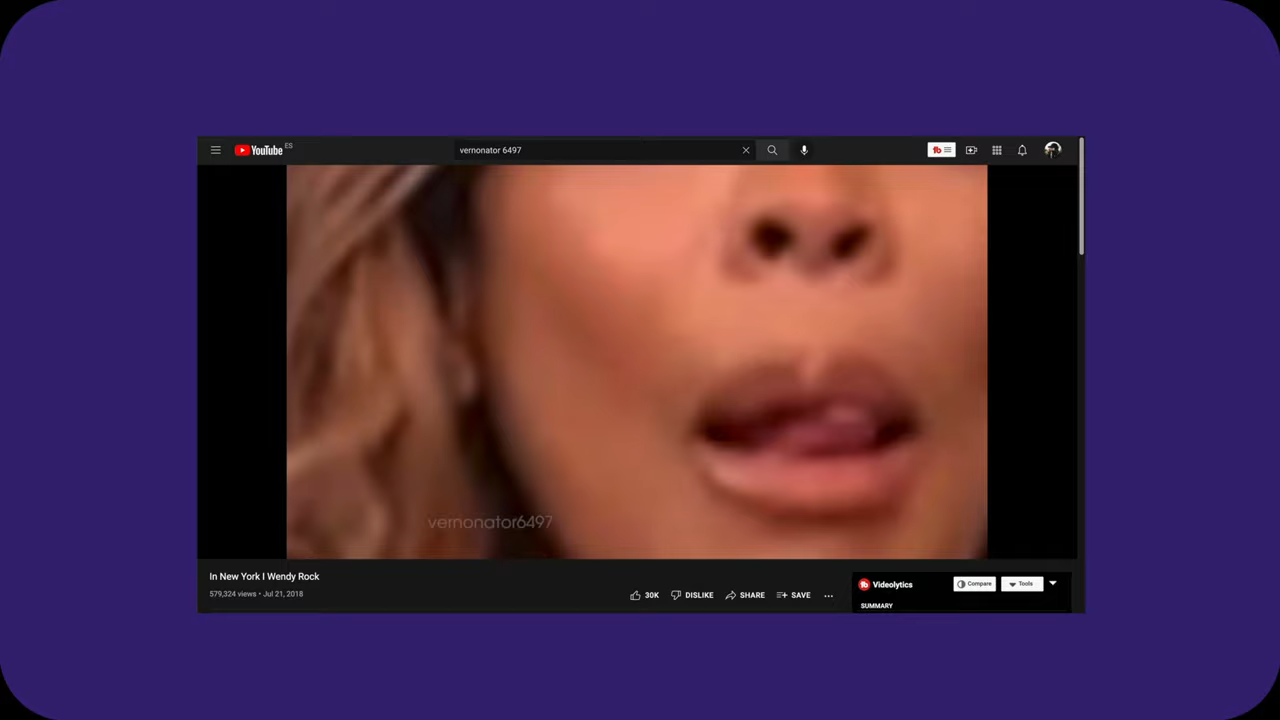 YouTube ES
vernonator 6497
vernonator6497
In New York I Wendy Rock
579,324 views • Jul 21, 2018
30K DISLIKE SHARE SAVE ...
Videolytics Compare Tools
SUMMARY